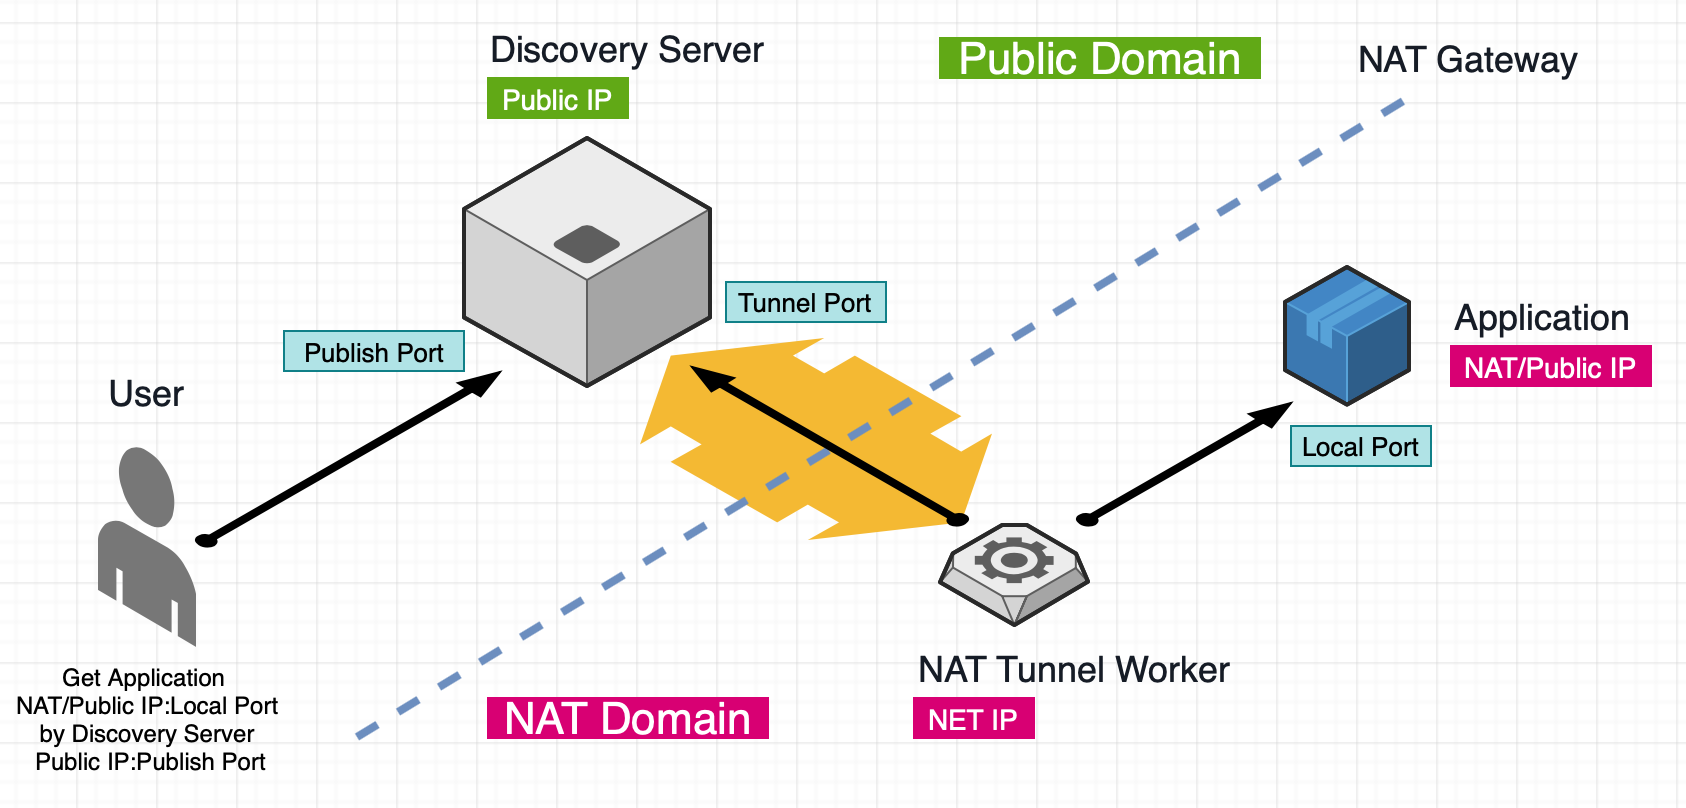 Discovery Server
Public IP
Public Domain
NAT Gateway
Tunnel Port
Publish Port
Application
NAT/Public IP
User
Local Port
Get Application
NAT/Public IP:Local Port
by Discovery Server
Public IP:Publish Port
NAT Domain
NAT Tunnel Worker
NET IP